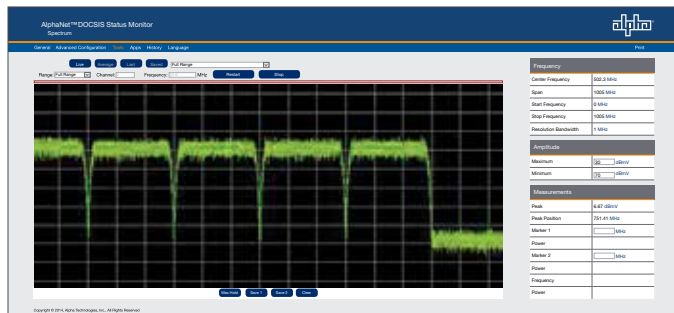 AlphaNet™DOCSIS Status Monitor
alpha
Spectrum
General Advanced Configuration Tools Apps History Language Print
Live Average Last Saved Full Range
Range: Full Range Channel: Frequency: MHz Restart Stop
Max Hold Save 1 Save 2 Clear
Frequency
Center Frequency 502.3 MHz
Span 1005 MHz
Start Frequency 0 MHz
Stop Frequency 1005 MHz
Resolution Bandwidth 1 MHz
Amplitude
Maximum 30 dBmV
Minimum -70 dBmV
Measurements
Peak 6.67 dBmV
Peak Position 751.41 MHz
Marker 1 MHz
Power
Marker 2 MHz
Power
Frequency
Power
Copyright © 2014, Alpha Technologies, Inc., All Rights Reserved